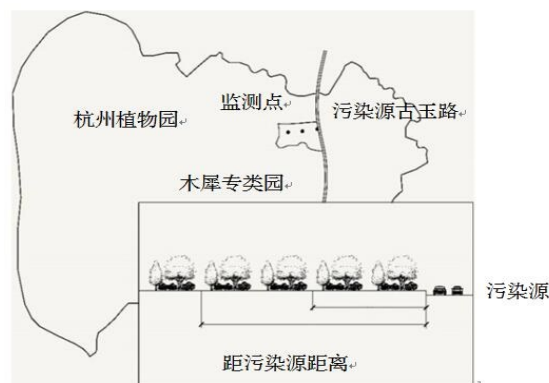 监测点
杭州植物园
污染源古玉路
木犀专类园
污染源
距污染源距离